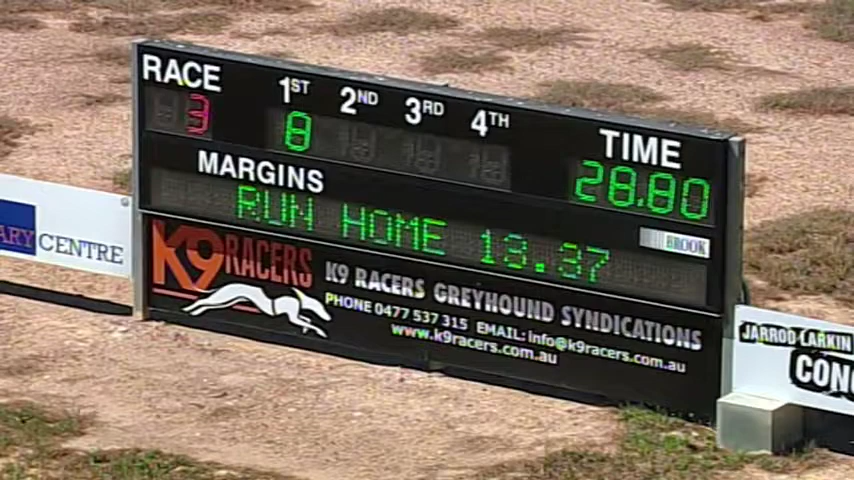 RACE 1ST 2ND 3RD 4TH TIME
3 8 28.80
MARGINS
RUN HOME 18.37
BROOK
K9 RACERS
K9 RACERS GREYHOUND SYNDICATIONS
PHONE 0477 537 315 EMAIL: info@k9racers.com.au
www.k9racers.com.au
ARY CENTRE
JARROD LARKIN
CONC